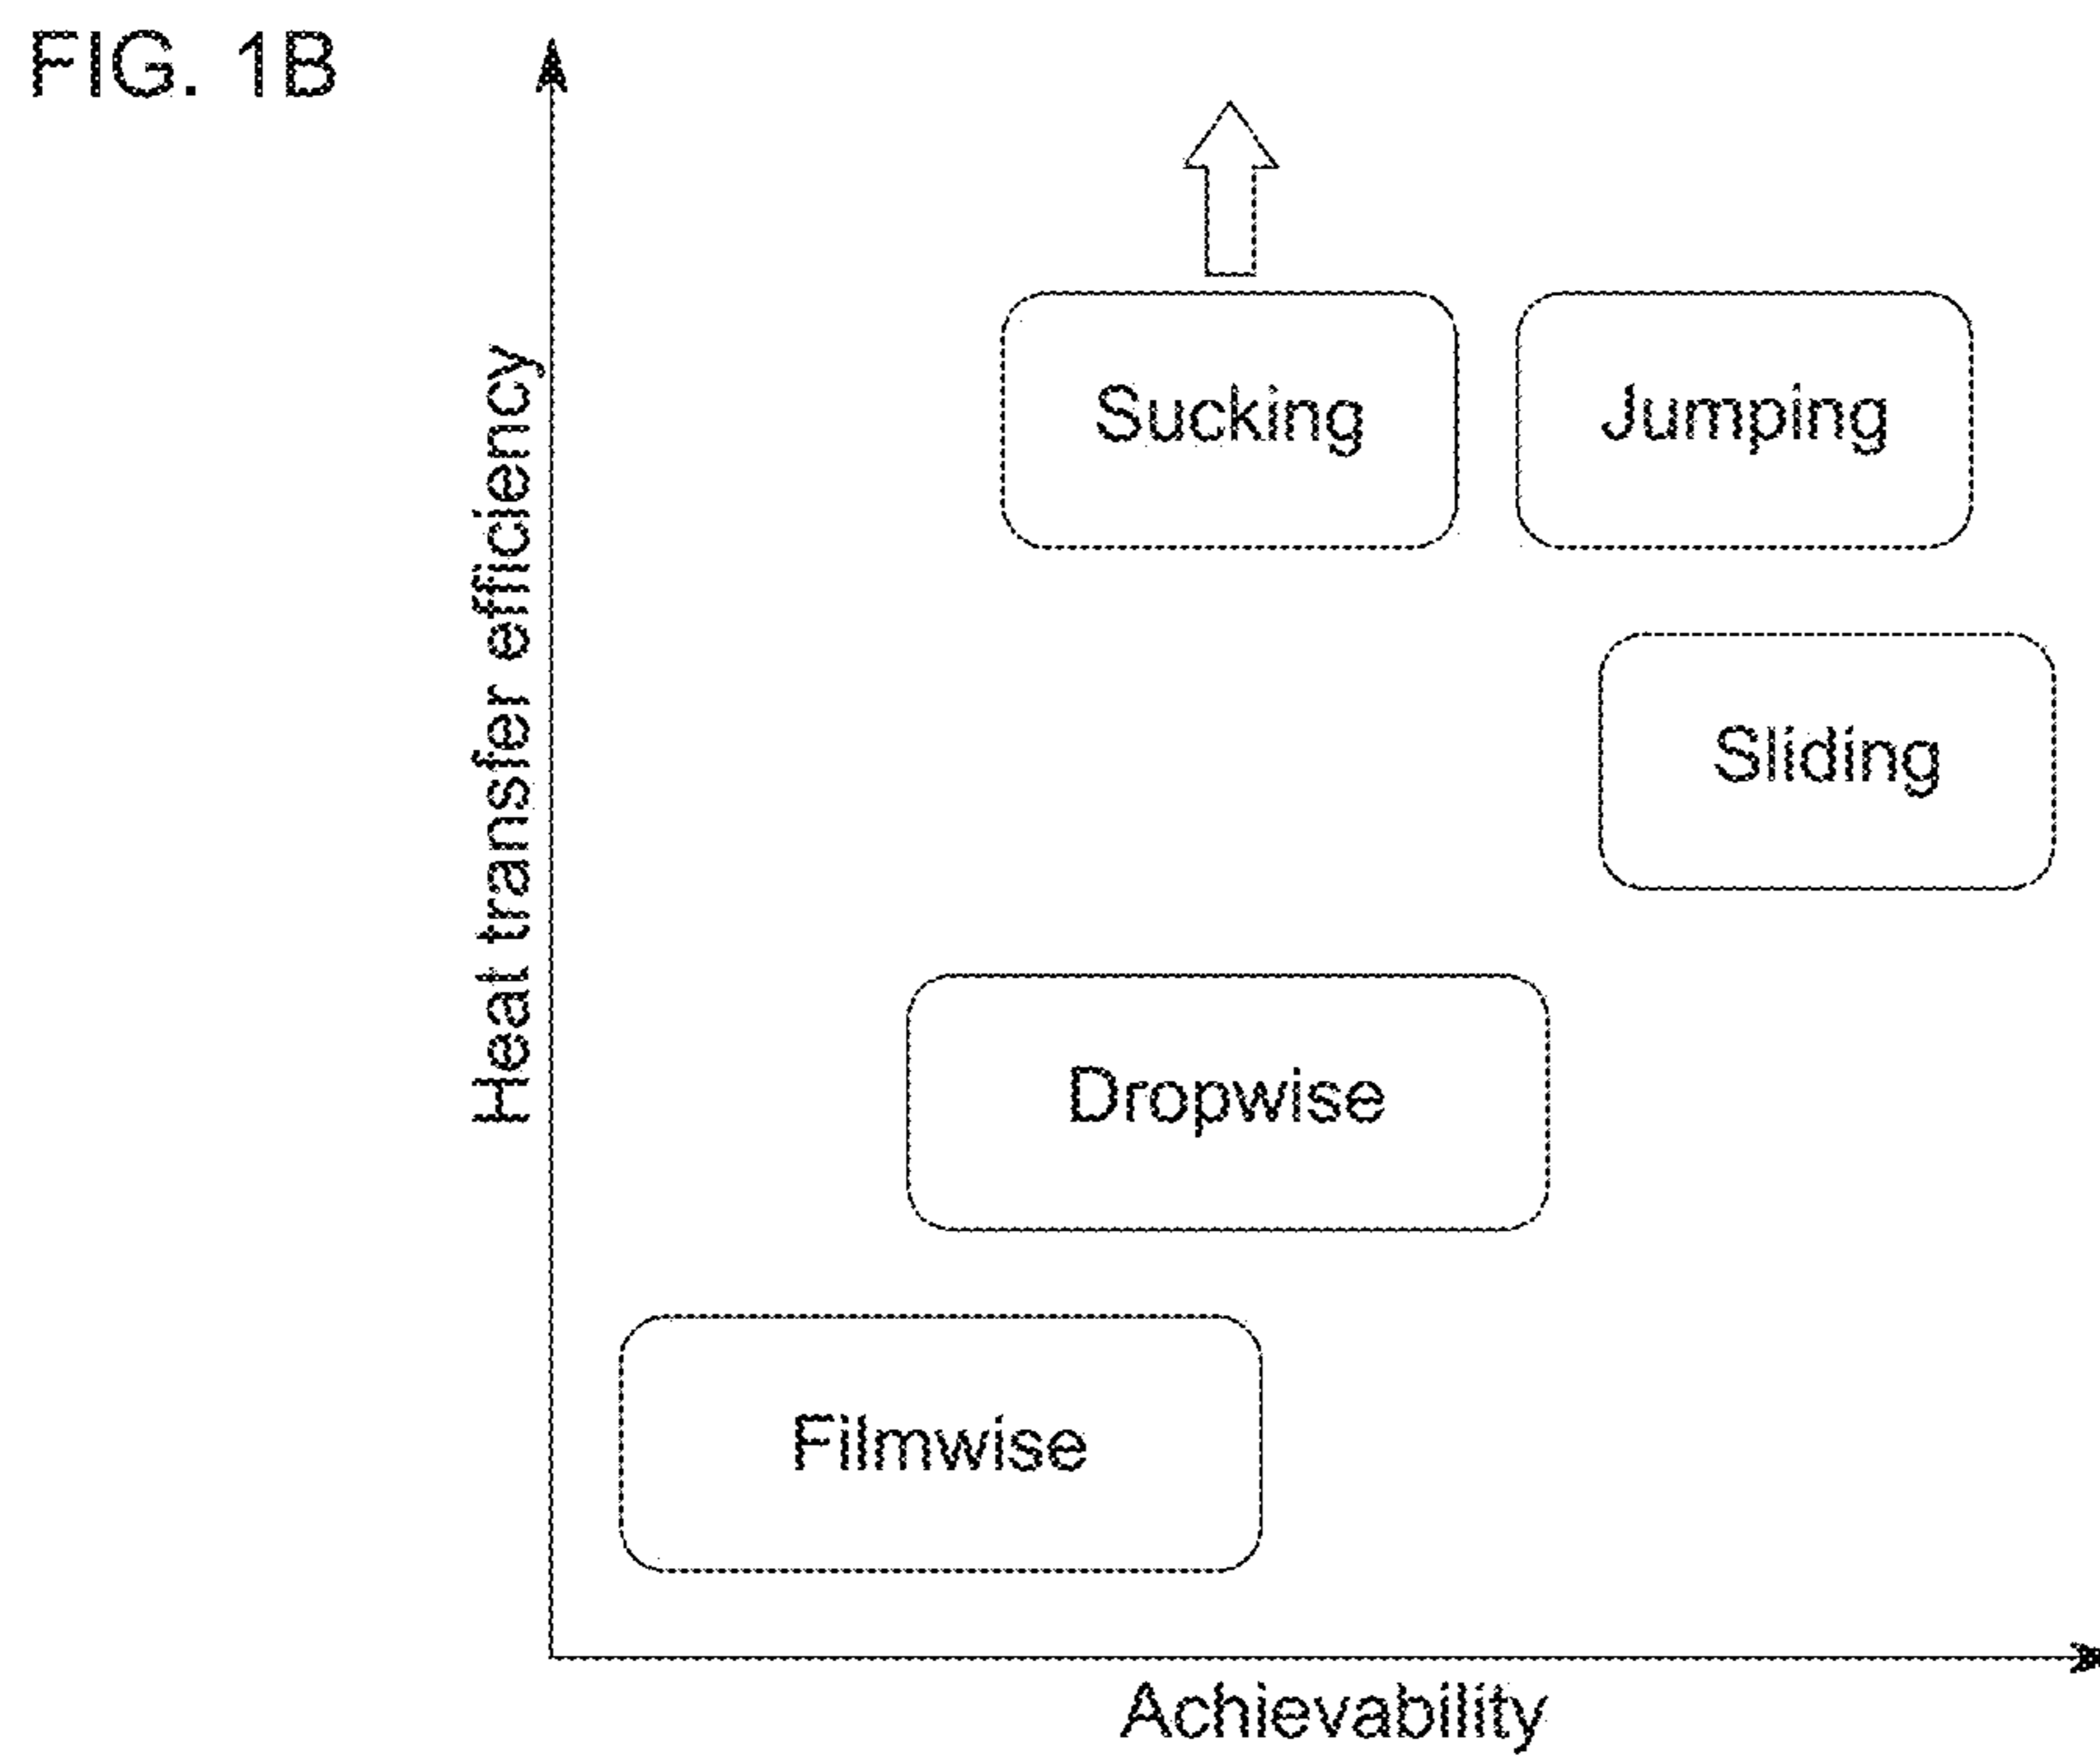 FIG. 1B
Heat transfer efficiency
Sucking
Jumping
Sliding
Dropwise
Filmwise
Achievability